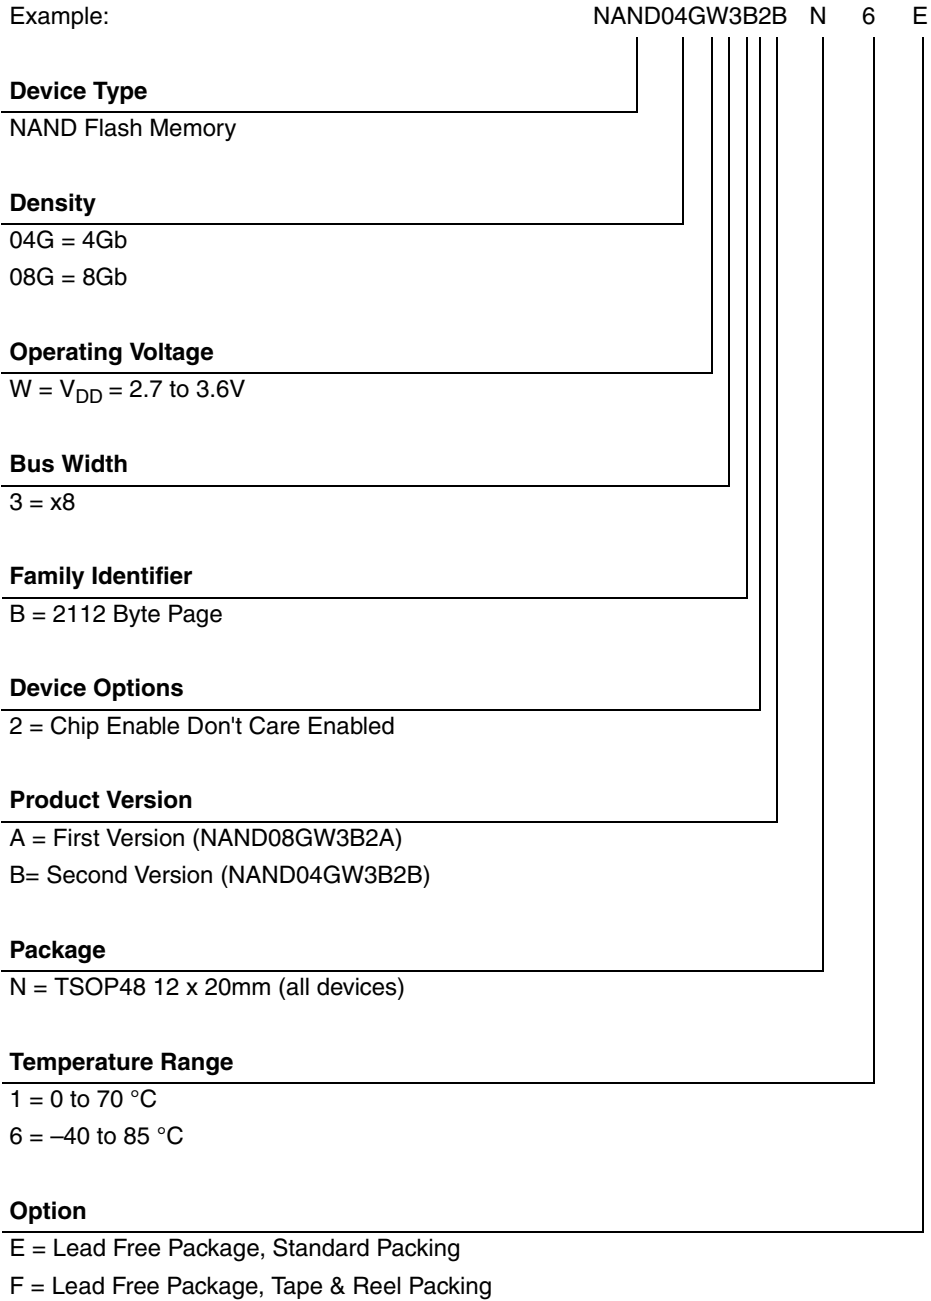 Example: NAND04GW3B2B N 6 E
Device Type
NAND Flash Memory
Density
04G = 4Gb
08G = 8Gb
Operating Voltage
W = VDD = 2.7 to 3.6V
Bus Width
3 = x8
Family Identifier
B = 2112 Byte Page
Device Options
2 = Chip Enable Don't Care Enabled
Product Version
A = First Version (NAND08GW3B2A)
B= Second Version (NAND04GW3B2B)
Package
N = TSOP48 12 x 20mm (all devices)
Temperature Range
1 = 0 to 70 °C
6 = –40 to 85 °C
Option
E = Lead Free Package, Standard Packing
F = Lead Free Package, Tape & Reel Packing